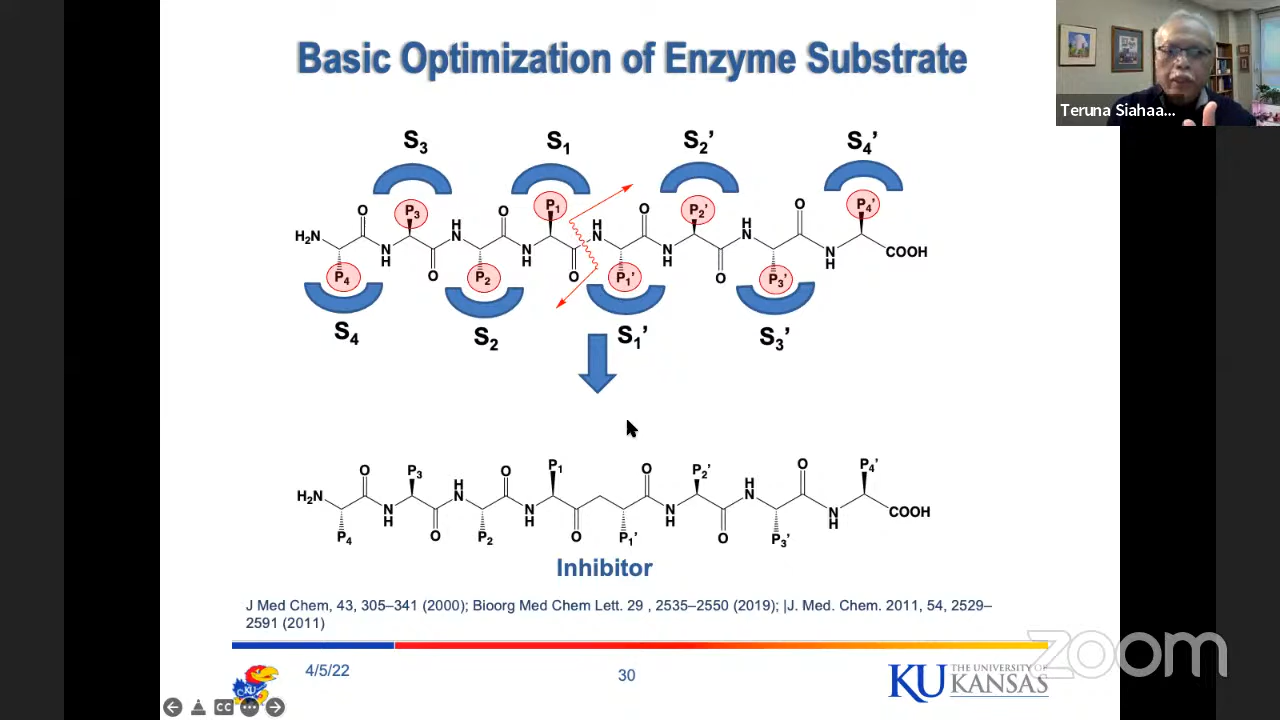 Basic Optimization of Enzyme Substrate
Teruna Siahaa...
S3 S1 S2’ S4’
P3 P1 P2’ P4’
O O O O
H N H N H N
H2N COOH
N H N H N H N H
O O O O
P4 P2 P1’ P3’
S4 S2 S1’ S3’
P3 P1 P2’ P4’
O O O O
H N H N
H2N COOH
N H N H N H N H
O O O
P4 P2 P1’ P3’
Inhibitor
J Med Chem, 43, 305–341 (2000); Bioorg Med Chem Lett. 29 , 2535–2550 (2019); |J. Med. Chem. 2011, 54, 2529–
2591 (2011)
zoom
4/5/22
30
KU
KU THE UNIVERSITY OF
KANSAS
CC